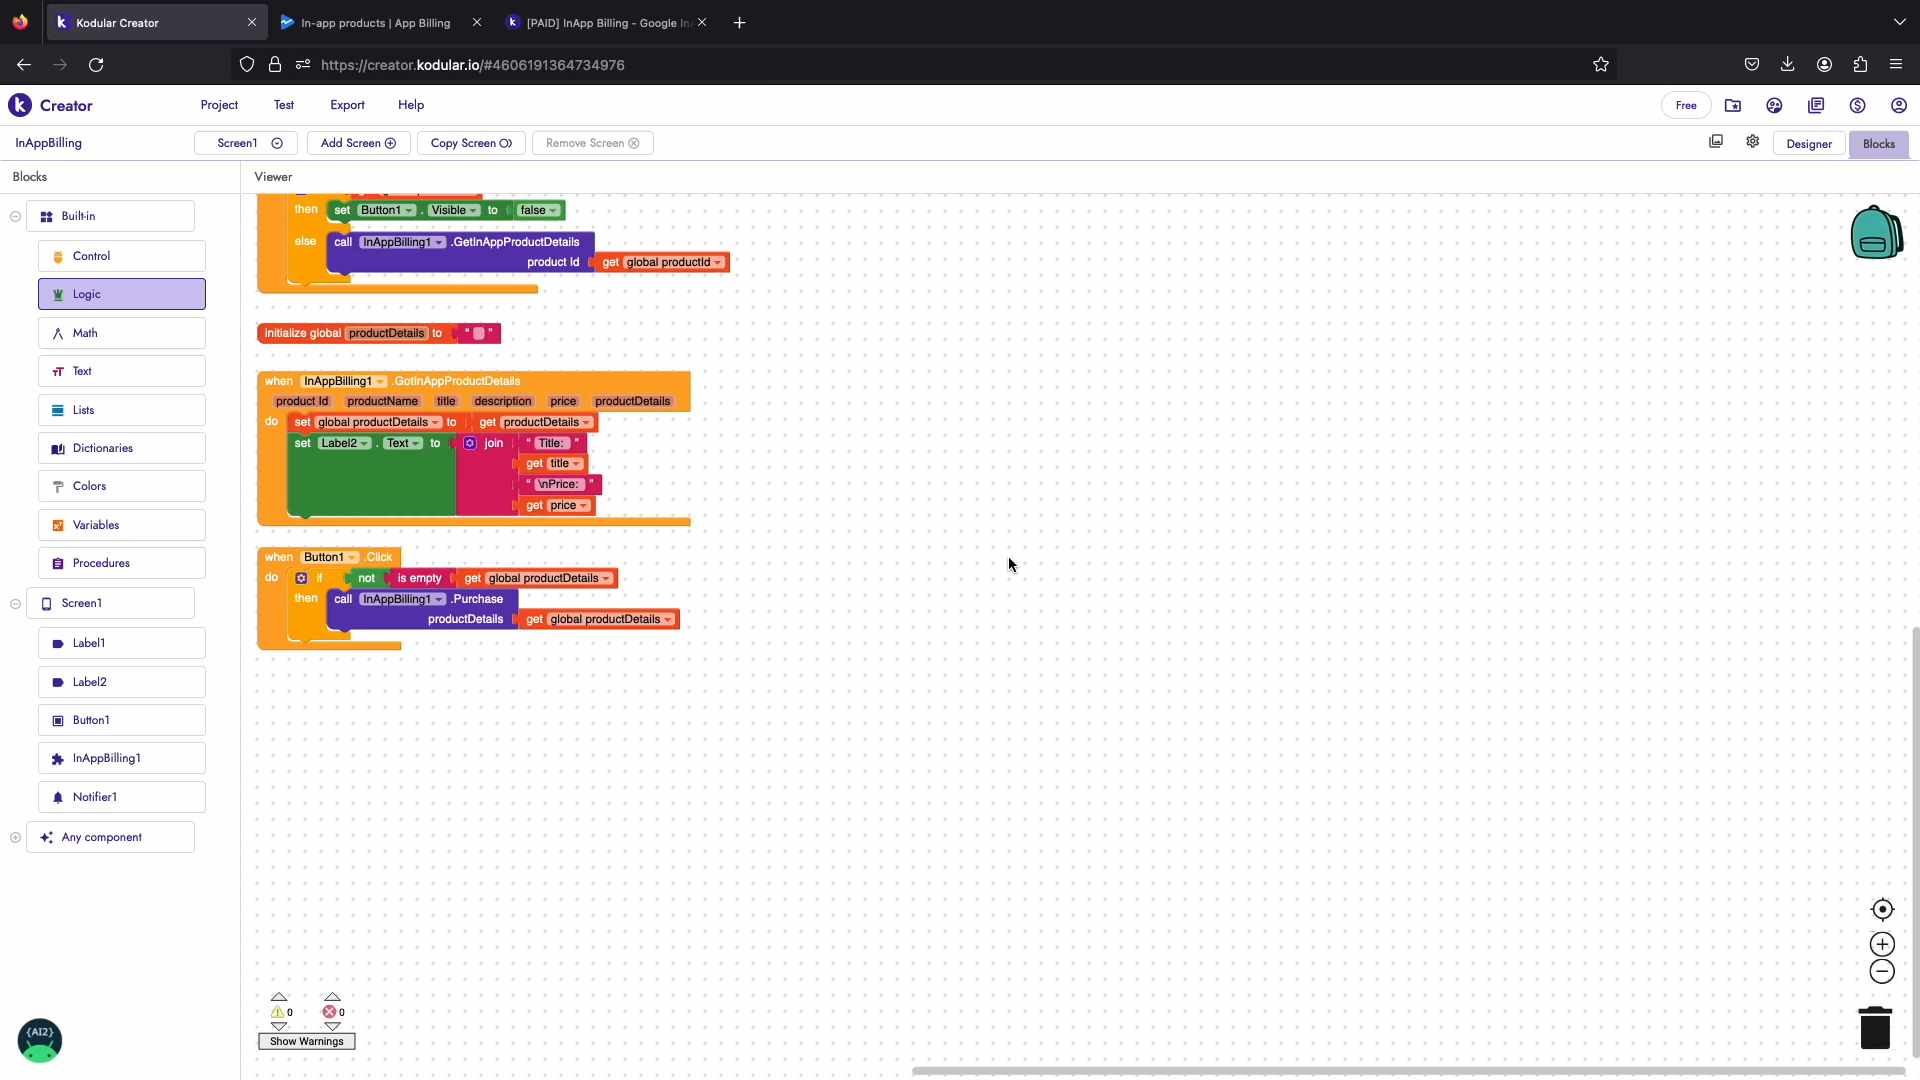 Kodular Creator
In-app products | App Billing
[PAID] InApp Billing - Google In
https://creator.kodular.io/#4606191364734976
Creator
Project
Test
Export
Help
Free
InAppBilling
Screen1
Add Screen
Copy Screen
Remove Screen
Designer
Blocks
Blocks
Viewer
Built-in
Control
Logic
Math
Text
Lists
Dictionaries
Colors
Variables
Procedures
Screen1
Label1
Label2
Button1
InAppBilling1
Notifier1
Any component
then set Button1 . Visible to false
else call InAppBilling1 .GetInAppProductDetails
product Id get global productId
initialize global productDetails to " "
when InAppBilling1 .GotInAppProductDetails
product Id productName title description price productDetails
do set global productDetails to get productDetails
set Label2 . Text to join " Title: "
get title
" \nPrice: "
get price
when Button1 .Click
do if not is empty get global productDetails
then call InAppBilling1 .Purchase
productDetails get global productDetails
0 0
Show Warnings
{AI2}